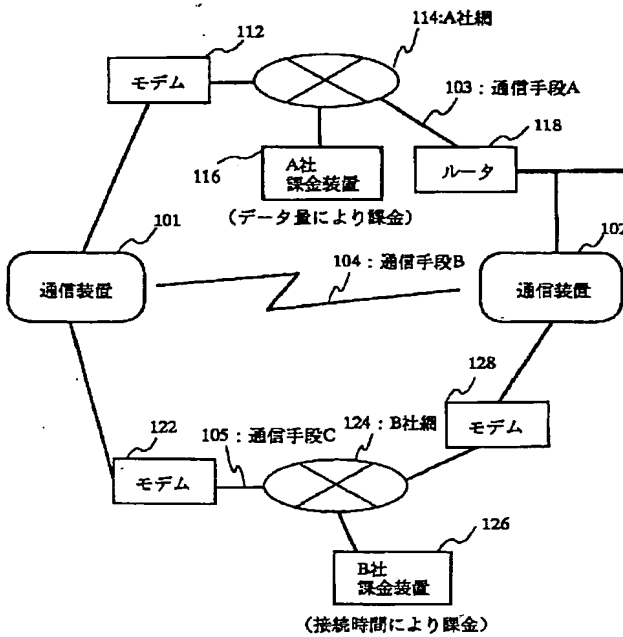 112
モデム
114:A社網
103：通信手段A
118
116
A社
課金装置
ルータ
(データ量により課金)
101
通信装置
104：通信手段B
102
通信装置
128
モデム
122
105：通信手段C
124：B社網
モデム
126
B社
課金装置
(接続時間により課金)